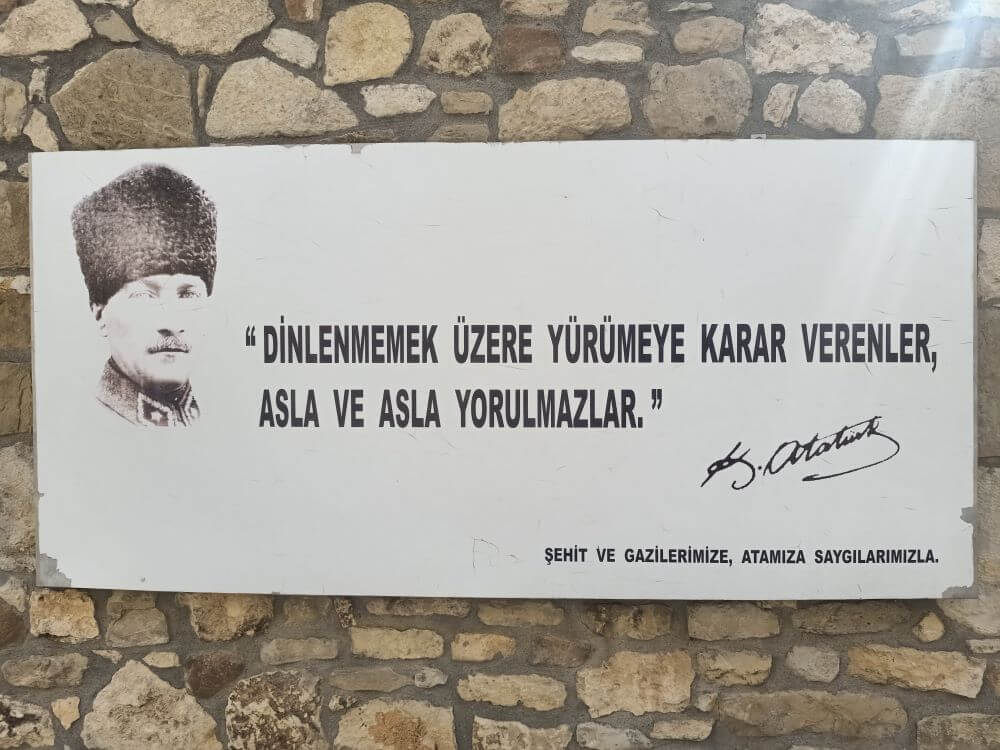 “ DİNLENMEMEK ÜZERE YÜRÜMEYE KARAR VERENLER,
ASLA VE ASLA YORULMAZLAR. ”
K. Atatürk
ŞEHİT VE GAZİLERİMİZE, ATAMIZA SAYGILARIMIZLA.